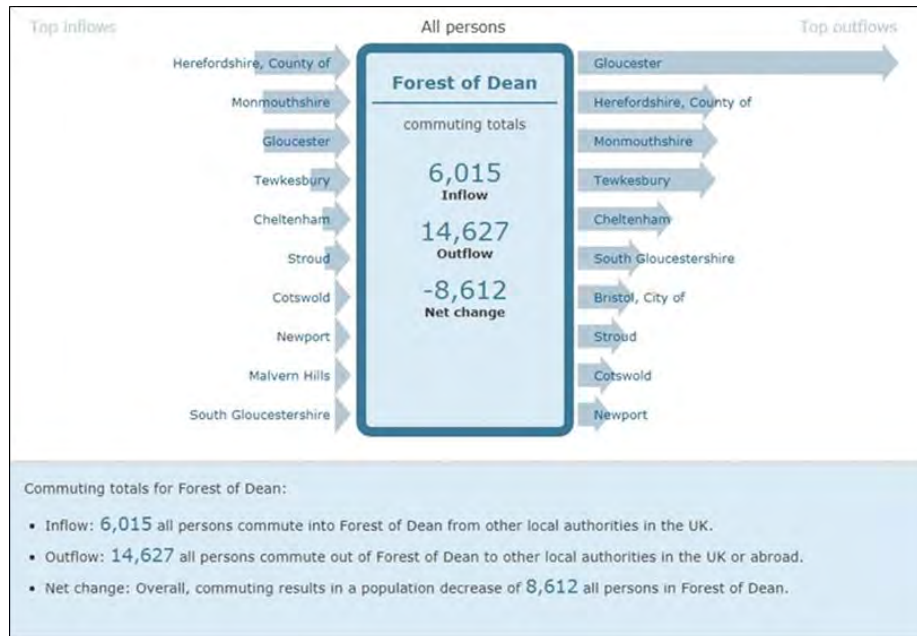 Top inflows
All persons
Top outflows
Herefordshire, County of
Monmouthshire
Gloucester
Tewkesbury
Cheltenham
Stroud
Cotswold
Newport
Malvern Hills
South Gloucestershire
Forest of Dean
commuting totals
6,015
Inflow
14,627
Outflow
-8,612
Net change
Gloucester
Herefordshire, County of
Monmouthshire
Tewkesbury
Cheltenham
South Gloucestershire
Bristol, City of
Stroud
Cotswold
Newport
Commuting totals for Forest of Dean:
• Inflow: 6,015 all persons commute into Forest of Dean from other local authorities in the UK.
• Outflow: 14,627 all persons commute out of Forest of Dean to other local authorities in the UK or abroad.
• Net change: Overall, commuting results in a population decrease of 8,612 all persons in Forest of Dean.